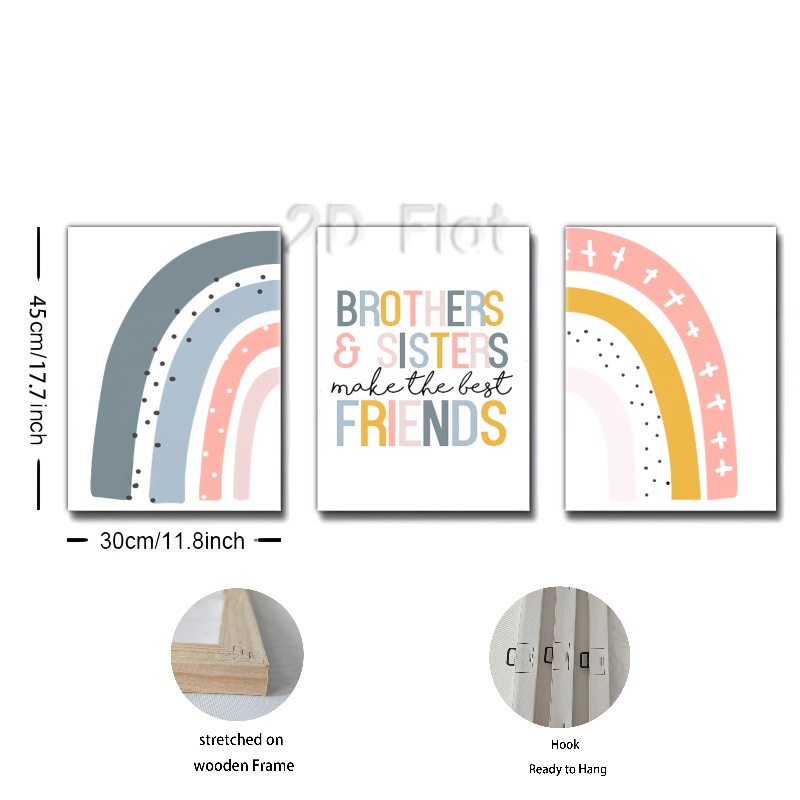 2D Flat
45cm/17.7inch
BROTHERS
& SISTERS
make the best
FRIENDS
30cm/11.8inch
stretched on
wooden Frame
Hook
Ready to Hang